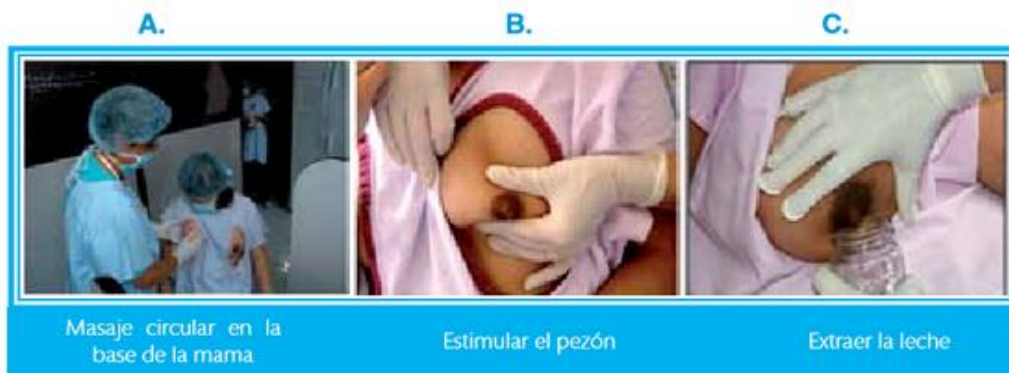 A.
B.
C.
Masaje circular en la
base de la mama
Estimular el pezón
Extraer la leche